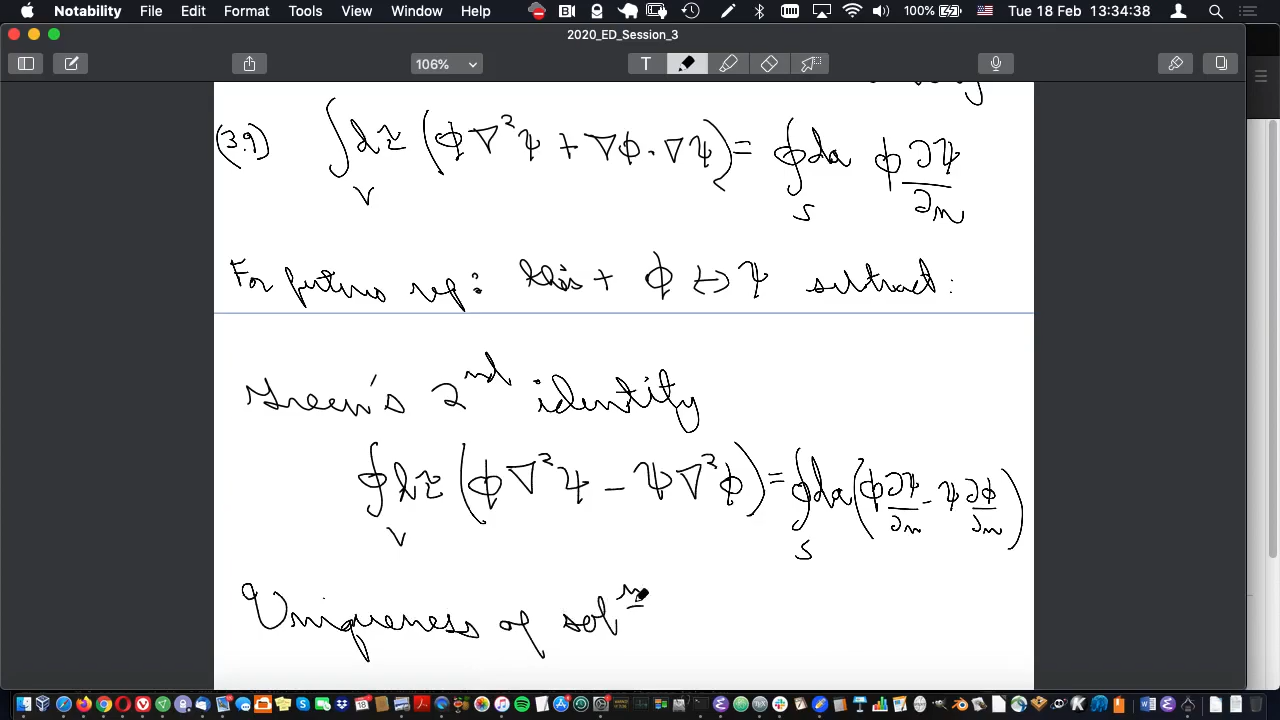 Notability File Edit Format Tools View Window Help 100% Tue 18 Feb 13:34:38
2020_ED_Session_3
106% T
(3.9) ∫_V dτ (φ∇²ψ + ∇φ·∇ψ) = ∮_S da φ ∂ψ/∂n
For future ref: this + φ ↔ ψ subtract:
Green's 2nd identity
∮_V dτ (φ∇²ψ − ψ∇²φ) = ∮_S da (φ ∂ψ/∂n − ψ ∂φ/∂n)
Uniqueness of solⁿ